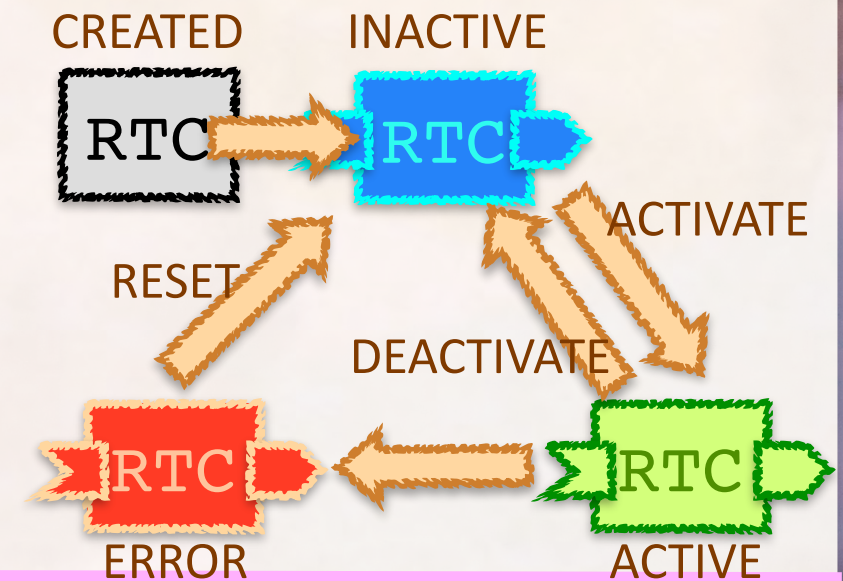 CREATED
INACTIVE
RTC
RTC
ACTIVATE
RESET
DEACTIVATE
RTC
RTC
ERROR
ACTIVE